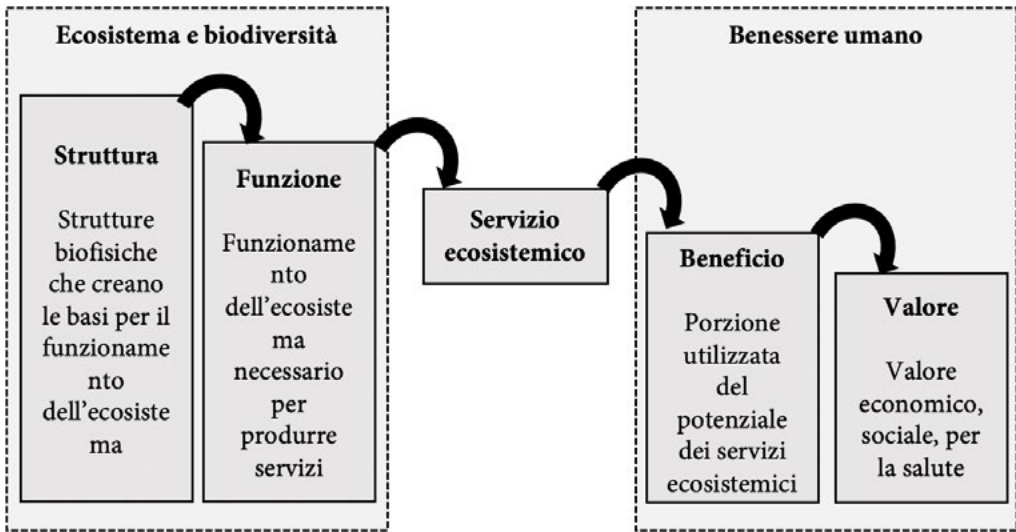 Ecosistema e biodiversità
Struttura
Strutture
biofisiche
che creano
le basi per il
funzioname
nto
dell’ecosiste
ma
Funzione
Funzioname
nto
dell’ecosiste
ma
necessario
per
produrre
servizi
Servizio
ecosistemico
Benessere umano
Beneficio
Porzione
utilizzata
del
potenziale
dei servizi
ecosistemici
Valore
Valore
economico,
sociale, per
la salute